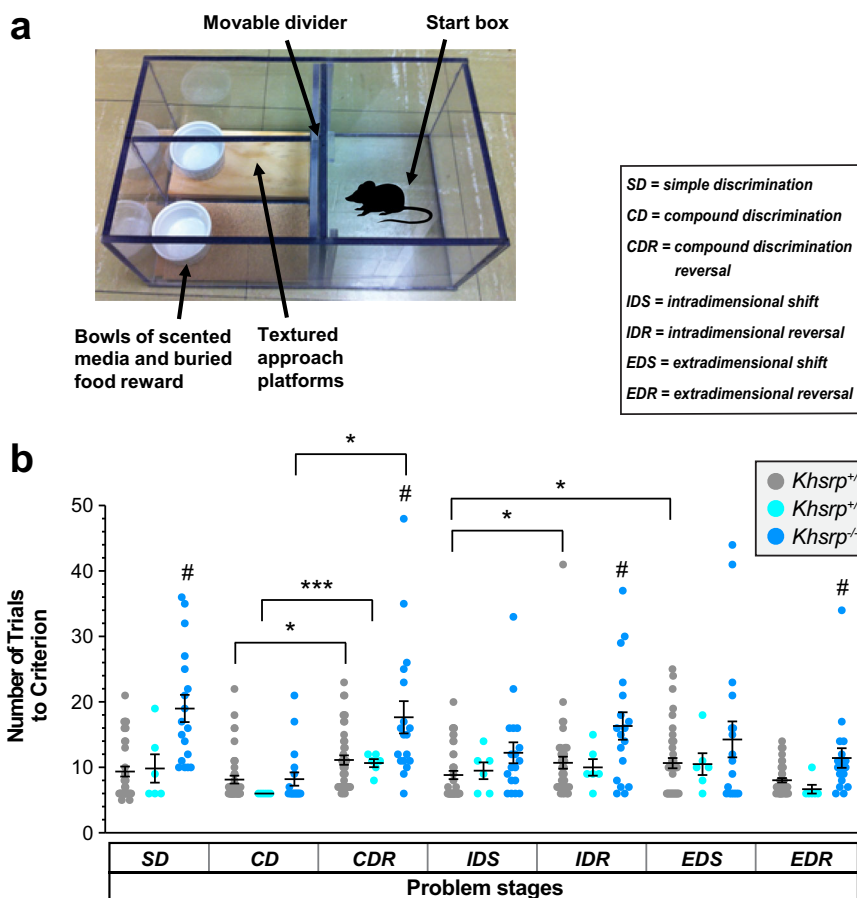 a
Movable divider
Start box
Bowls of scented
media and buried
food reward
Textured
approach
platforms
SD = simple discrimination
CD = compound discrimination
CDR = compound discrimination
reversal
IDS = intradimensional shift
IDR = intradimensional reversal
EDS = extradimensional shift
EDR = extradimensional reversal
b
Number of Trials
to Criterion
50
40
30
20
10
0
#
*
***
*
#
*
*
#
#
Khsrp+/
Khsrp+/
Khsrp-/-
SD CD CDR IDS IDR EDS EDR
Problem stages